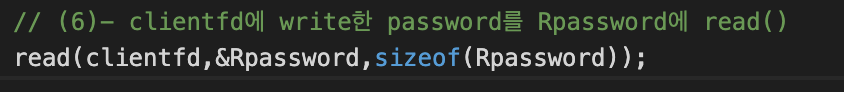 // (6)- clientfd에 write한 password를 Rpassword에 read()
read(clientfd,&Rpassword,sizeof(Rpassword));